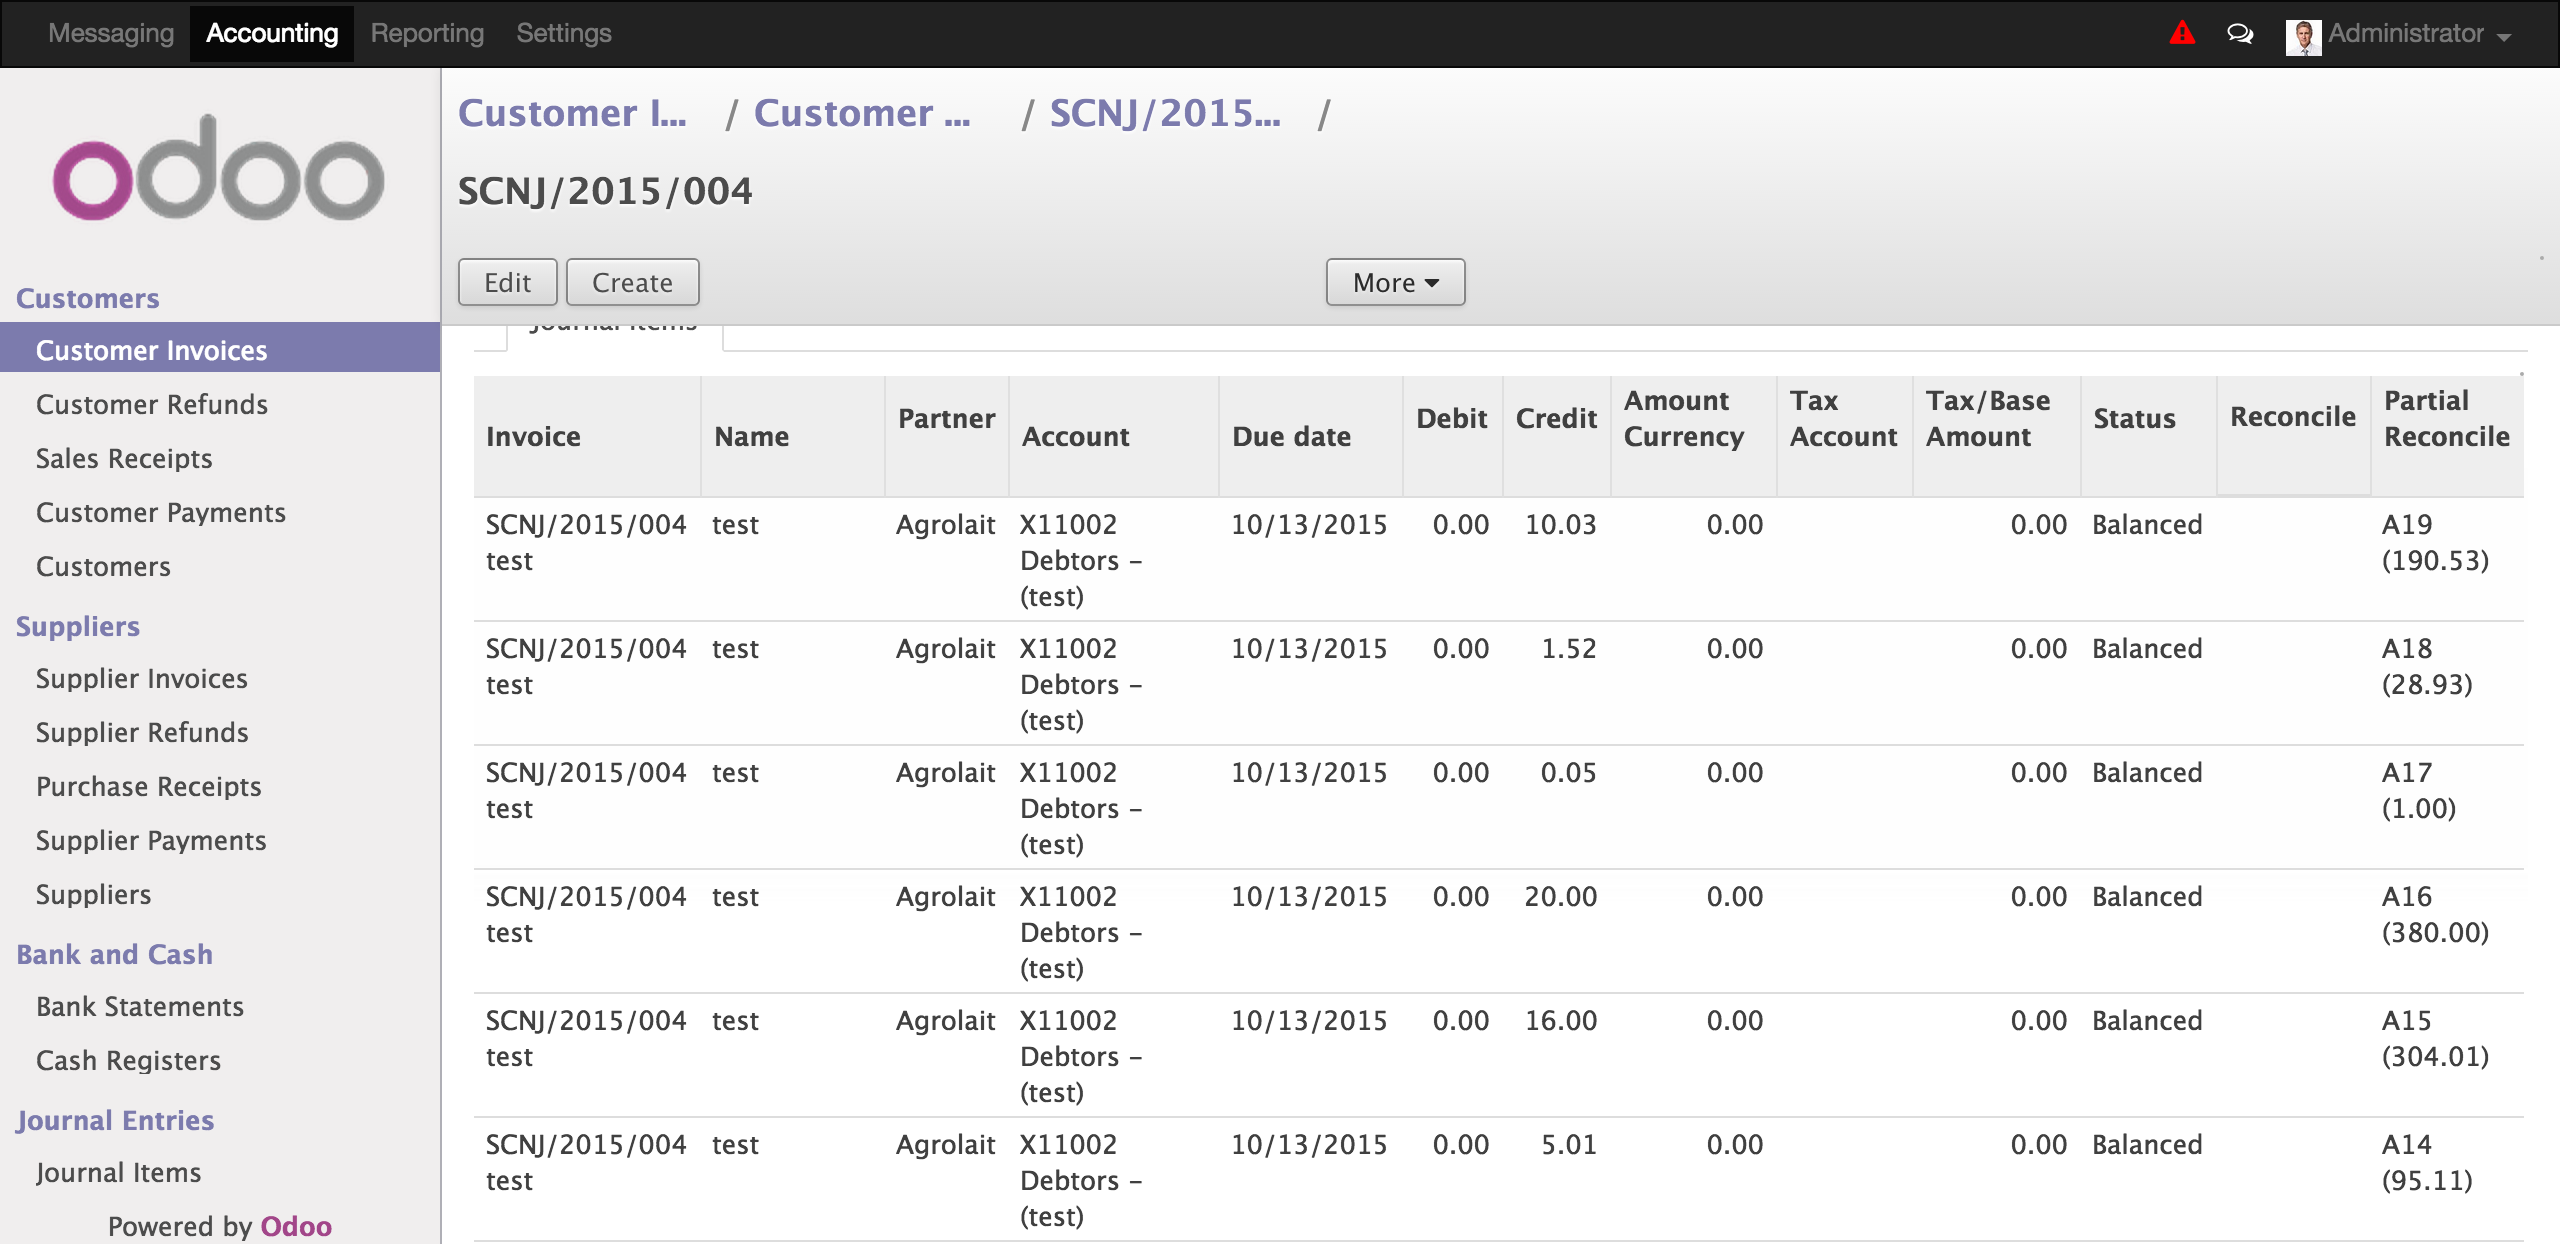 Messaging Accounting Reporting Settings Administrator
odoo
Customers
Customer Invoices
Customer Refunds
Sales Receipts
Customer Payments
Customers
Suppliers
Supplier Invoices
Supplier Refunds
Purchase Receipts
Supplier Payments
Suppliers
Bank and Cash
Bank Statements
Cash Registers
Journal Entries
Journal Items
Powered by Odoo
Customer I... / Customer ... / SCNJ/2015... /
SCNJ/2015/004
Edit Create More
Journal Items
Invoice Name Partner Account Due date Debit Credit Amount Currency Tax Account Tax/Base Amount Status Reconcile Partial Reconcile
SCNJ/2015/004 test Agrolait X11002 10/13/2015 0.00 10.03 0.00 0.00 Balanced A19
test Debtors – (190.53)
(test)
SCNJ/2015/004 test Agrolait X11002 10/13/2015 0.00 1.52 0.00 0.00 Balanced A18
test Debtors – (28.93)
(test)
SCNJ/2015/004 test Agrolait X11002 10/13/2015 0.00 0.05 0.00 0.00 Balanced A17
test Debtors – (1.00)
(test)
SCNJ/2015/004 test Agrolait X11002 10/13/2015 0.00 20.00 0.00 0.00 Balanced A16
test Debtors – (380.00)
(test)
SCNJ/2015/004 test Agrolait X11002 10/13/2015 0.00 16.00 0.00 0.00 Balanced A15
test Debtors – (304.01)
(test)
SCNJ/2015/004 test Agrolait X11002 10/13/2015 0.00 5.01 0.00 0.00 Balanced A14
test Debtors – (95.11)
(test)